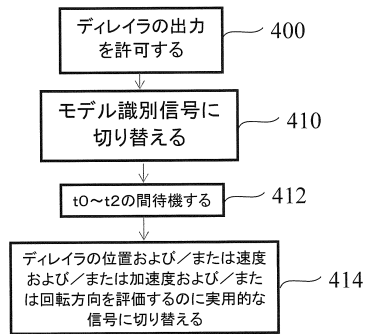 ディレイラの出力
を許可する
400
モデル識別信号に
切り替える
410
t0～t2の間待機する
412
ディレイラの位置および／または速度
および／または加速度および／また
は回転方向を評価するのに実用的な
信号に切り替える
414